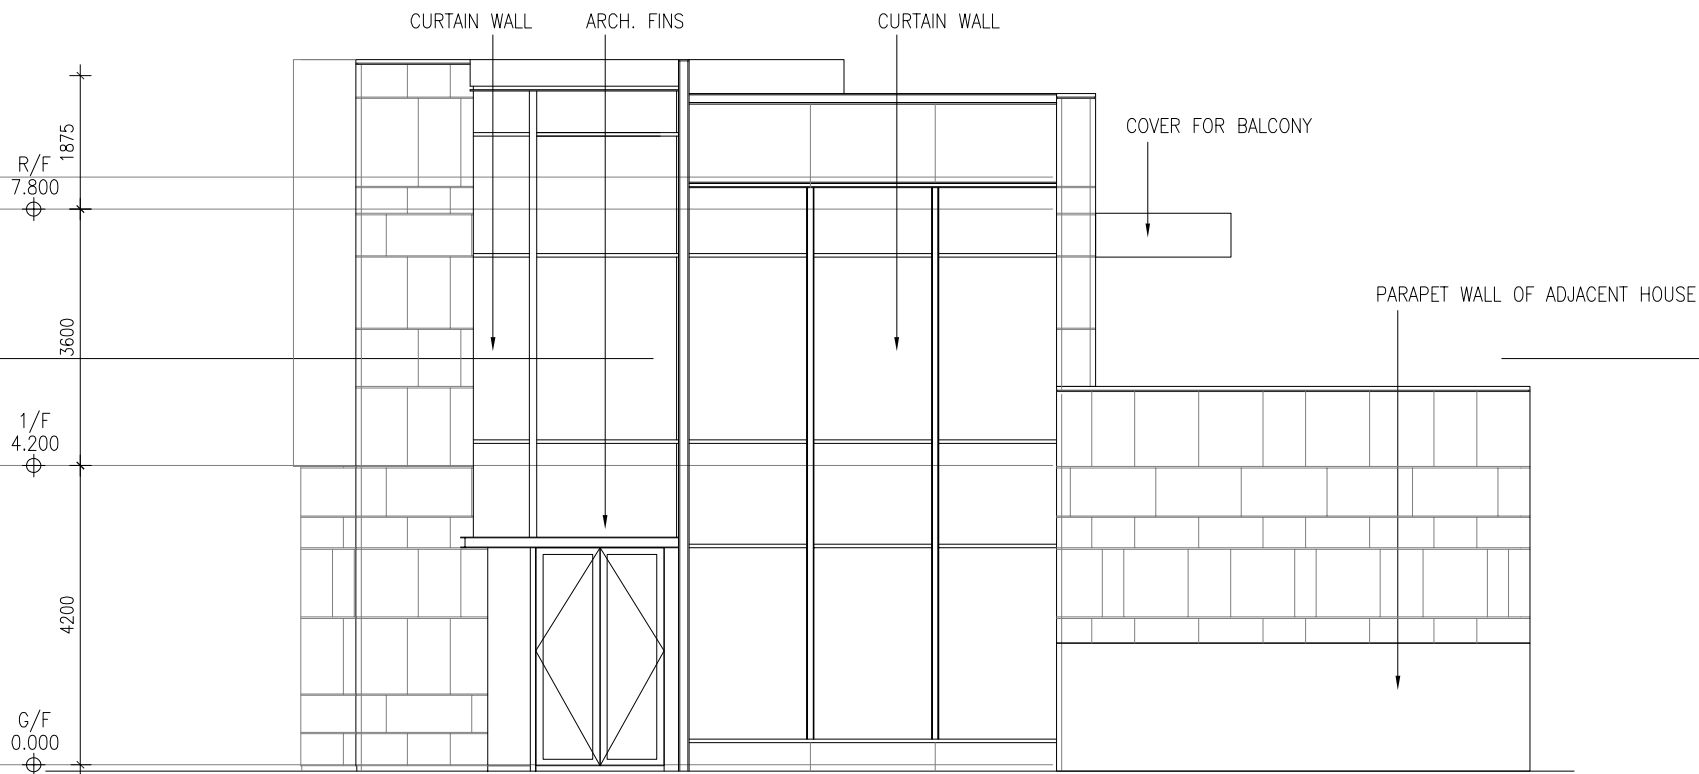 CURTAIN WALL
ARCH. FINS
CURTAIN WALL
COVER FOR BALCONY
1875
R/F
7.800
PARAPET WALL OF ADJACENT HOUSE
3600
1/F
4.200
4200
G/F
0.000